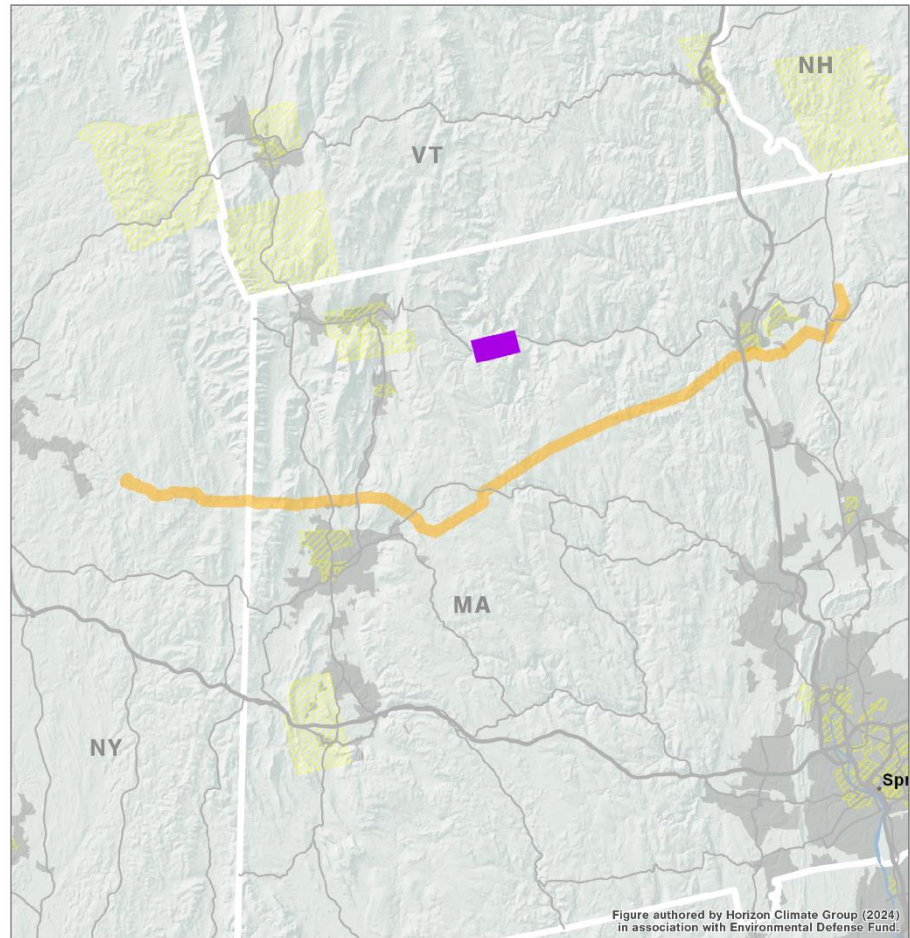 NH
VT
MA
NY
Spr
Figure authored by Horizon Climate Group (2024)
in association with Environmental Defense Fund.